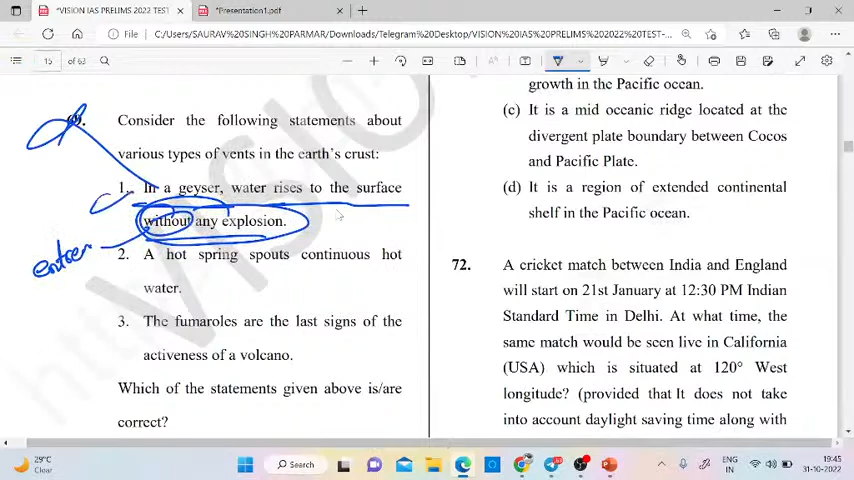 *VISION IAS PRELIMS 2022 TEST
*Presentation1.pdf
File
C:/Users/SAURAV%20SINGH%20PARMAR/Downloads/Telegram%20Desktop/VISION%20IAS%20PRELIMS%202022%20TEST-...
15 of 63
Consider the following statements about
various types of vents in the earth's crust:
1. In a geyser, water rises to the surface
without any explosion.
2. A hot spring spouts continuous hot
water.
3. The fumaroles are the last signs of the
activeness of a volcano.
Which of the statements given above is/are
correct?
growth in the Pacific ocean.
(c) It is a mid oceanic ridge located at the
divergent plate boundary between Cocos
and Pacific Plate.
(d) It is a region of extended continental
shelf in the Pacific ocean.
72. A cricket match between India and England
will start on 21st January at 12:30 PM Indian
Standard Time in Delhi. At what time, the
same match would be seen live in California
(USA) which is situated at 120° West
longitude? (provided that It does not take
into account daylight saving time along with
29°C
Clear
Search
ENG
IN
19:45
31-10-2022